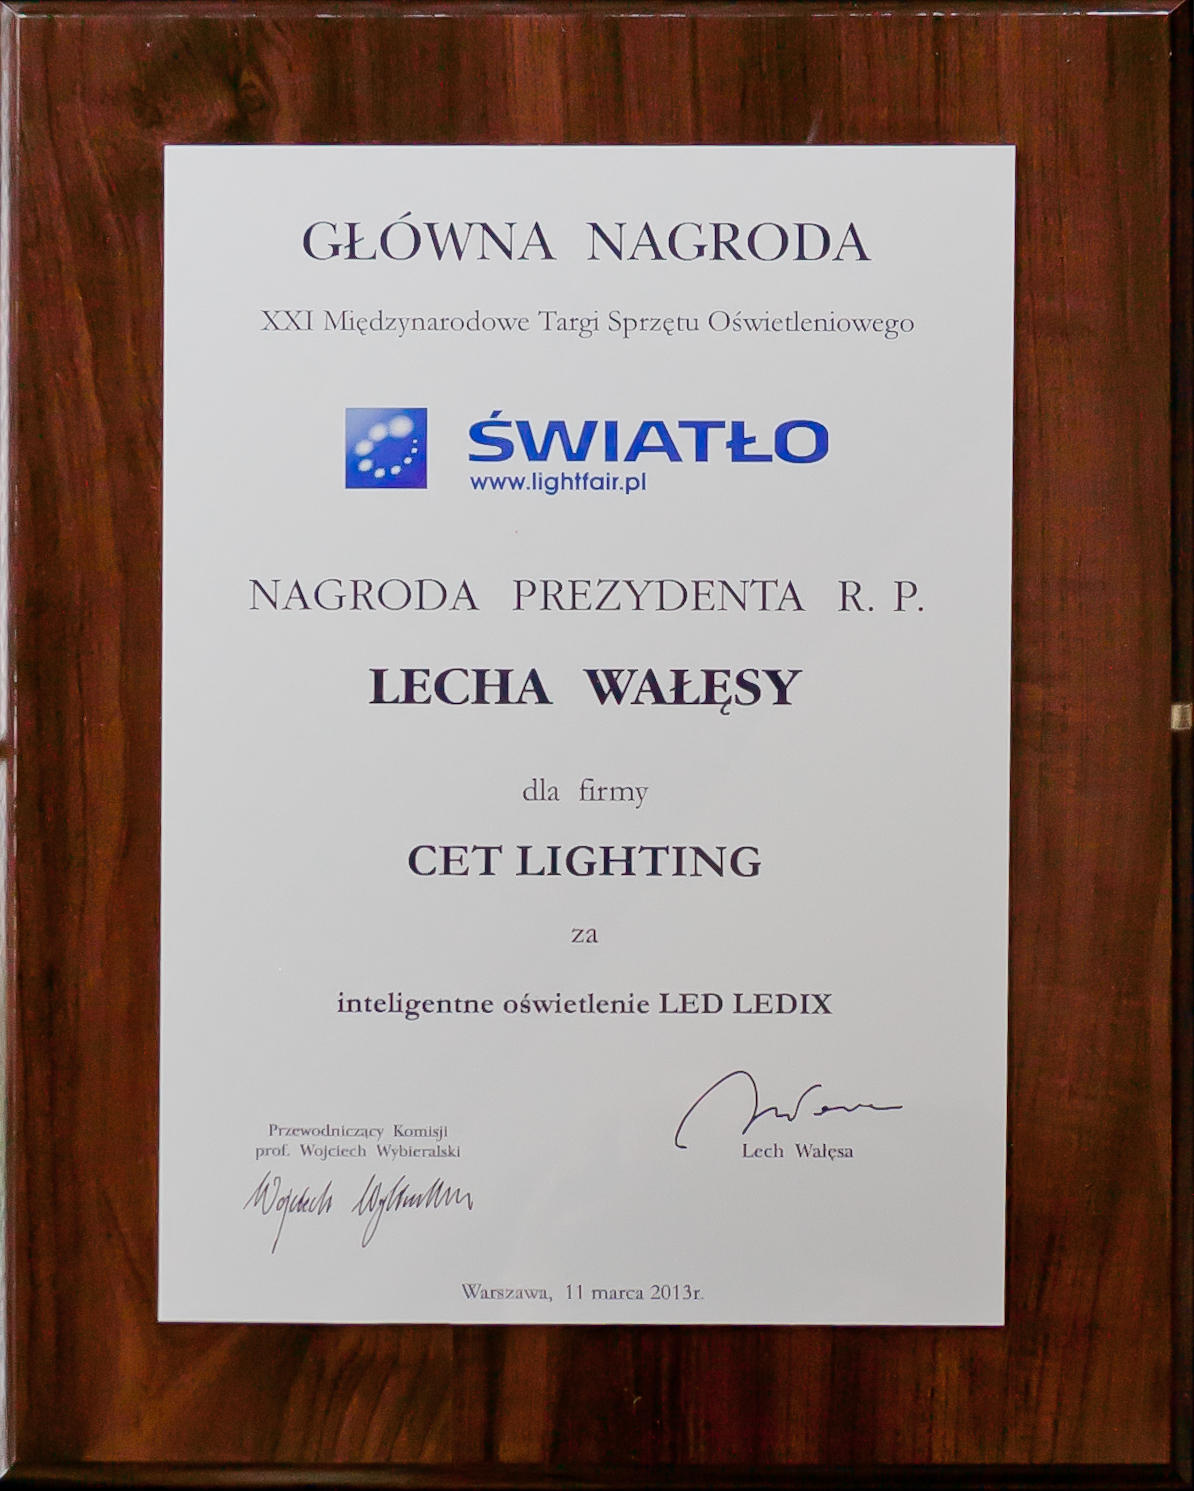 GŁÓWNA NAGRODA
XXI Międzynarodowe Targi Sprzętu Oświetleniowego
ŚWIATŁO
www.lightfair.pl
NAGRODA PREZYDENTA R. P.
LECHA WAŁĘSY
dla firmy
CET LIGHTING
za
inteligentne oświetlenie LED LEDIX
Przewodniczący Komisji
prof. Wojciech Wybieralski
Lech Wałęsa
Warszawa, 11 marca 2013r.